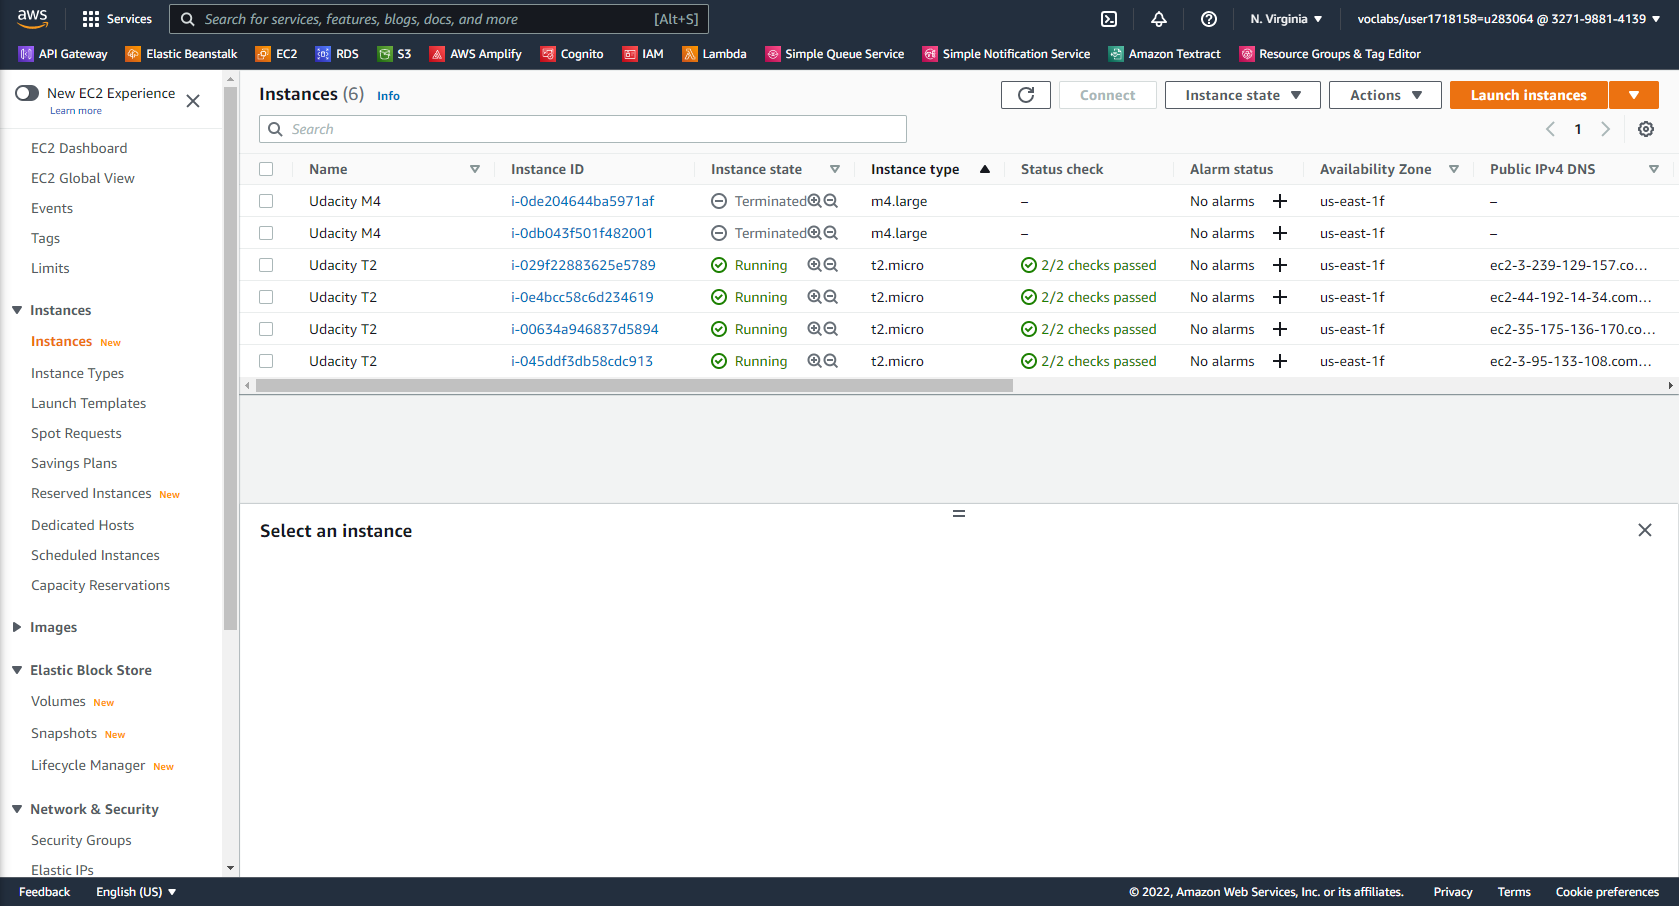 aws
Services
Search for services, features, blogs, docs, and more
[Alt+S]
N. Virginia
voclabs/user1718158=u283064 @ 3271-9881-4139
API Gateway
Elastic Beanstalk
EC2
RDS
S3
AWS Amplify
Cognito
IAM
Lambda
Simple Queue Service
Simple Notification Service
Amazon Textract
Resource Groups & Tag Editor
New EC2 Experience
Learn more
EC2 Dashboard
EC2 Global View
Events
Tags
Limits
Instances
Instances New
Instance Types
Launch Templates
Spot Requests
Savings Plans
Reserved Instances New
Dedicated Hosts
Scheduled Instances
Capacity Reservations
Images
Elastic Block Store
Volumes New
Snapshots New
Lifecycle Manager New
Network & Security
Security Groups
Elastic IPs
Instances (6) Info
Connect
Instance state
Actions
Launch instances
Search
1
Name Instance ID Instance state Instance type Status check Alarm status Availability Zone Public IPv4 DNS
Udacity M4 i-0de204644ba5971af Terminated m4.large – No alarms + us-east-1f –
Udacity M4 i-0db043f501f482001 Terminated m4.large – No alarms + us-east-1f –
Udacity T2 i-029f22883625e5789 Running t2.micro 2/2 checks passed No alarms + us-east-1f ec2-3-239-129-157.co...
Udacity T2 i-0e4bcc58c6d234619 Running t2.micro 2/2 checks passed No alarms + us-east-1f ec2-44-192-14-34.com...
Udacity T2 i-00634a946837d5894 Running t2.micro 2/2 checks passed No alarms + us-east-1f ec2-35-175-136-170.co...
Udacity T2 i-045ddf3db58cdc913 Running t2.micro 2/2 checks passed No alarms + us-east-1f ec2-3-95-133-108.com...
Select an instance
Feedback
English (US)
© 2022, Amazon Web Services, Inc. or its affiliates.
Privacy
Terms
Cookie preferences